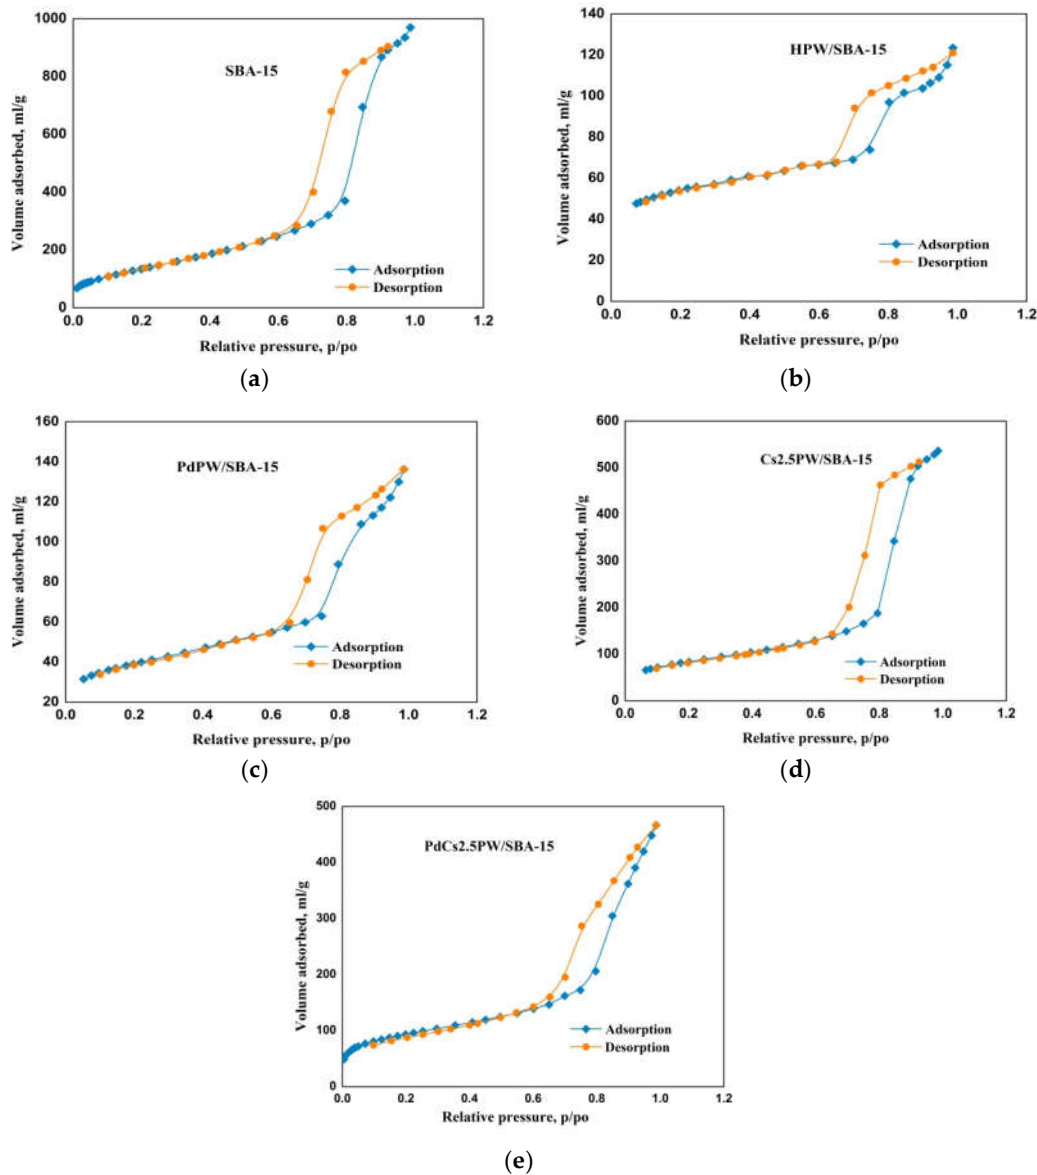 1000
800
600
400
200
0
Volume adsorbed, ml/g
SBA-15
Adsorption
Desorption
0.0 0.2 0.4 0.6 0.8 1.0 1.2
Relative pressure, p/po
(a)
140
120
100
80
60
40
20
0
Volume adsorbed, ml/g
HPW/SBA-15
Adsorption
Desorption
0.0 0.2 0.4 0.6 0.8 1.0 1.2
Relative pressure, p/po
(b)
160
140
120
100
80
60
40
20
Volume adsorbed, ml/g
PdPW/SBA-15
Adsorption
Desorption
0.0 0.2 0.4 0.6 0.8 1.0 1.2
Relative pressure, p/po
(c)
600
500
400
300
200
100
0
Volume adsorbed, ml/g
Cs2.5PW/SBA-15
Adsorption
Desorption
0.0 0.2 0.4 0.6 0.8 1.0 1.2
Relative pressure, p/po
(d)
500
400
300
200
100
0
Volume adsorbed, ml/g
PdCs2.5PW/SBA-15
Adsorption
Desorption
0.0 0.2 0.4 0.6 0.8 1.0 1.2
Relative pressure, p/po
(e)